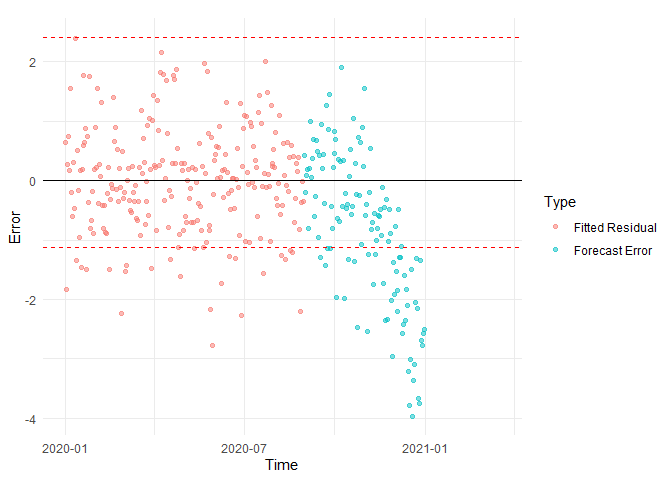 2
0
-2
-4
Error
2020-01
2020-07
2021-01
Time
Type
Fitted Residual
Forecast Error